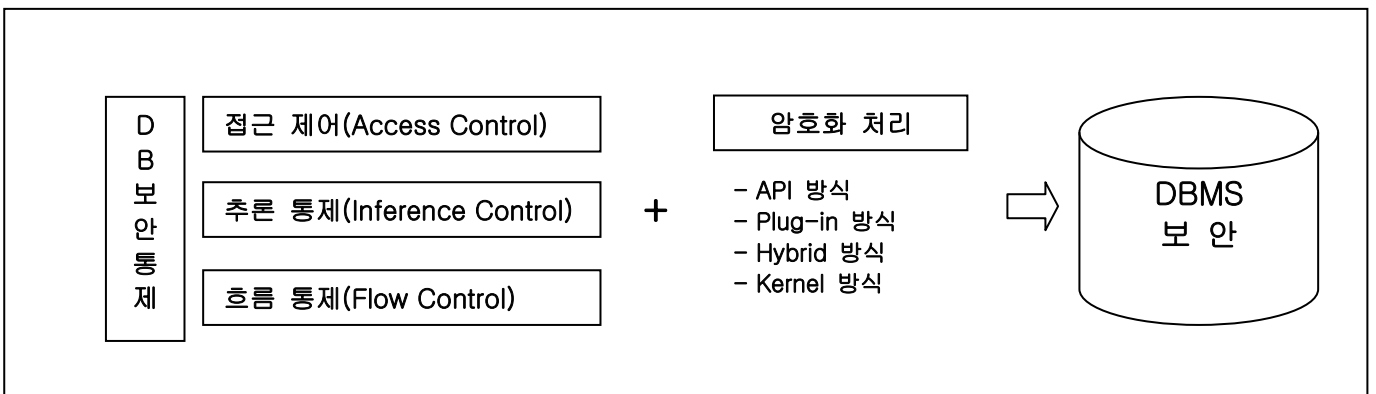 D
B
보
안
통
제
접근 제어(Access Control)
추론 통제(Inference Control)
흐름 통제(Flow Control)
+
암호화 처리
- API 방식
- Plug-in 방식
- Hybrid 방식
- Kernel 방식
DBMS
보 안